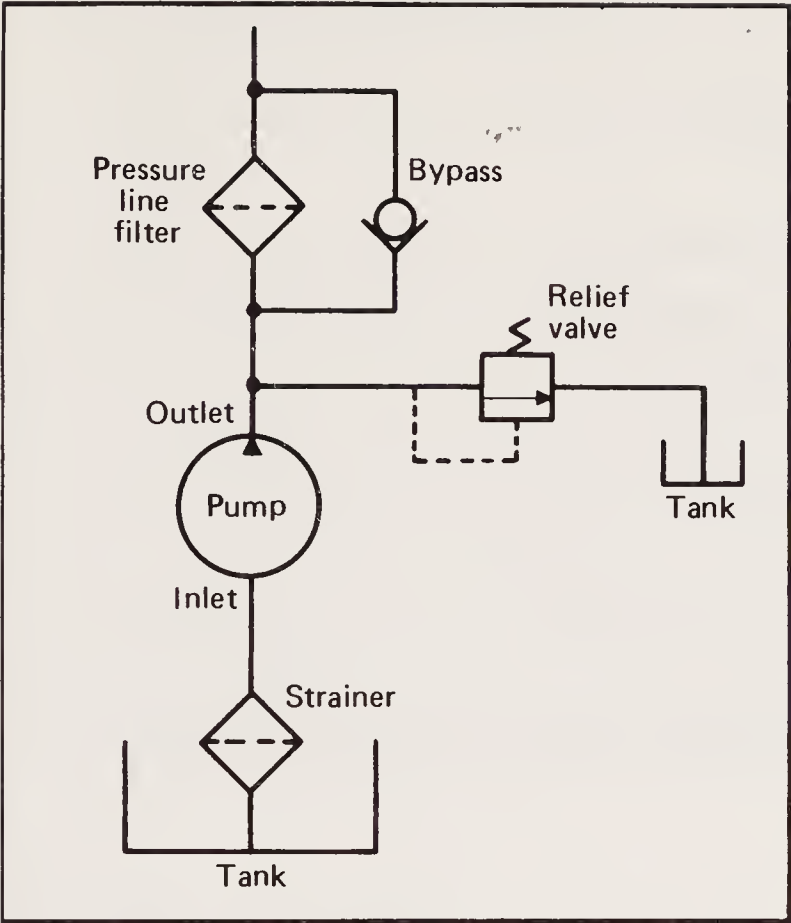 Pressure
line
filter
Bypass
Relief
valve
Outlet
Pump
Tank
Inlet
Strainer
Tank